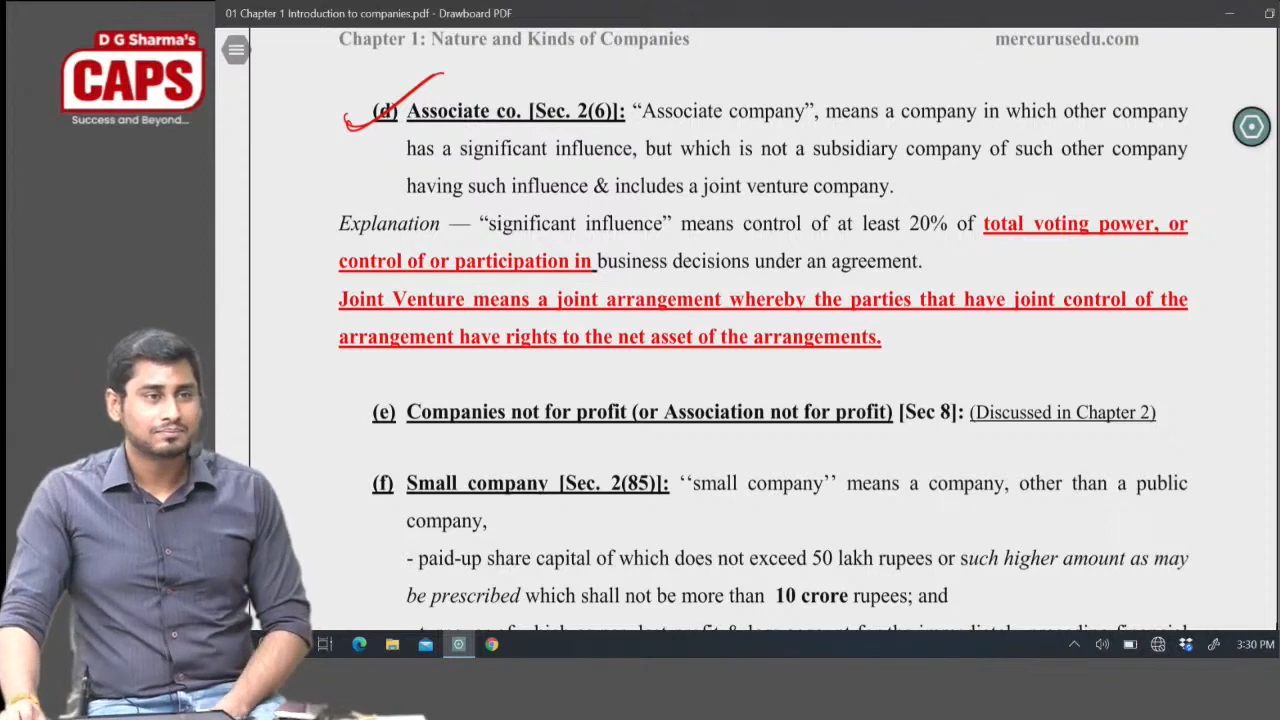 01 Chapter 1 Introduction to companies.pdf - Drawboard PDF
D G Sharma's
CAPS
Success and Beyond...
Chapter 1: Nature and Kinds of Companies mercurusedu.com
(d) Associate co. [Sec. 2(6)]: “Associate company”, means a company in which other company
has a significant influence, but which is not a subsidiary company of such other company
having such influence & includes a joint venture company.
Explanation — “significant influence” means control of at least 20% of total voting power, or
control of or participation in business decisions under an agreement.
Joint Venture means a joint arrangement whereby the parties that have joint control of the
arrangement have rights to the net asset of the arrangements.
(e) Companies not for profit (or Association not for profit) [Sec 8]: (Discussed in Chapter 2)
(f) Small company [Sec. 2(85)]: ‘‘small company’’ means a company, other than a public
company,
- paid-up share capital of which does not exceed 50 lakh rupees or such higher amount as may
be prescribed which shall not be more than 10 crore rupees; and
3:30 PM